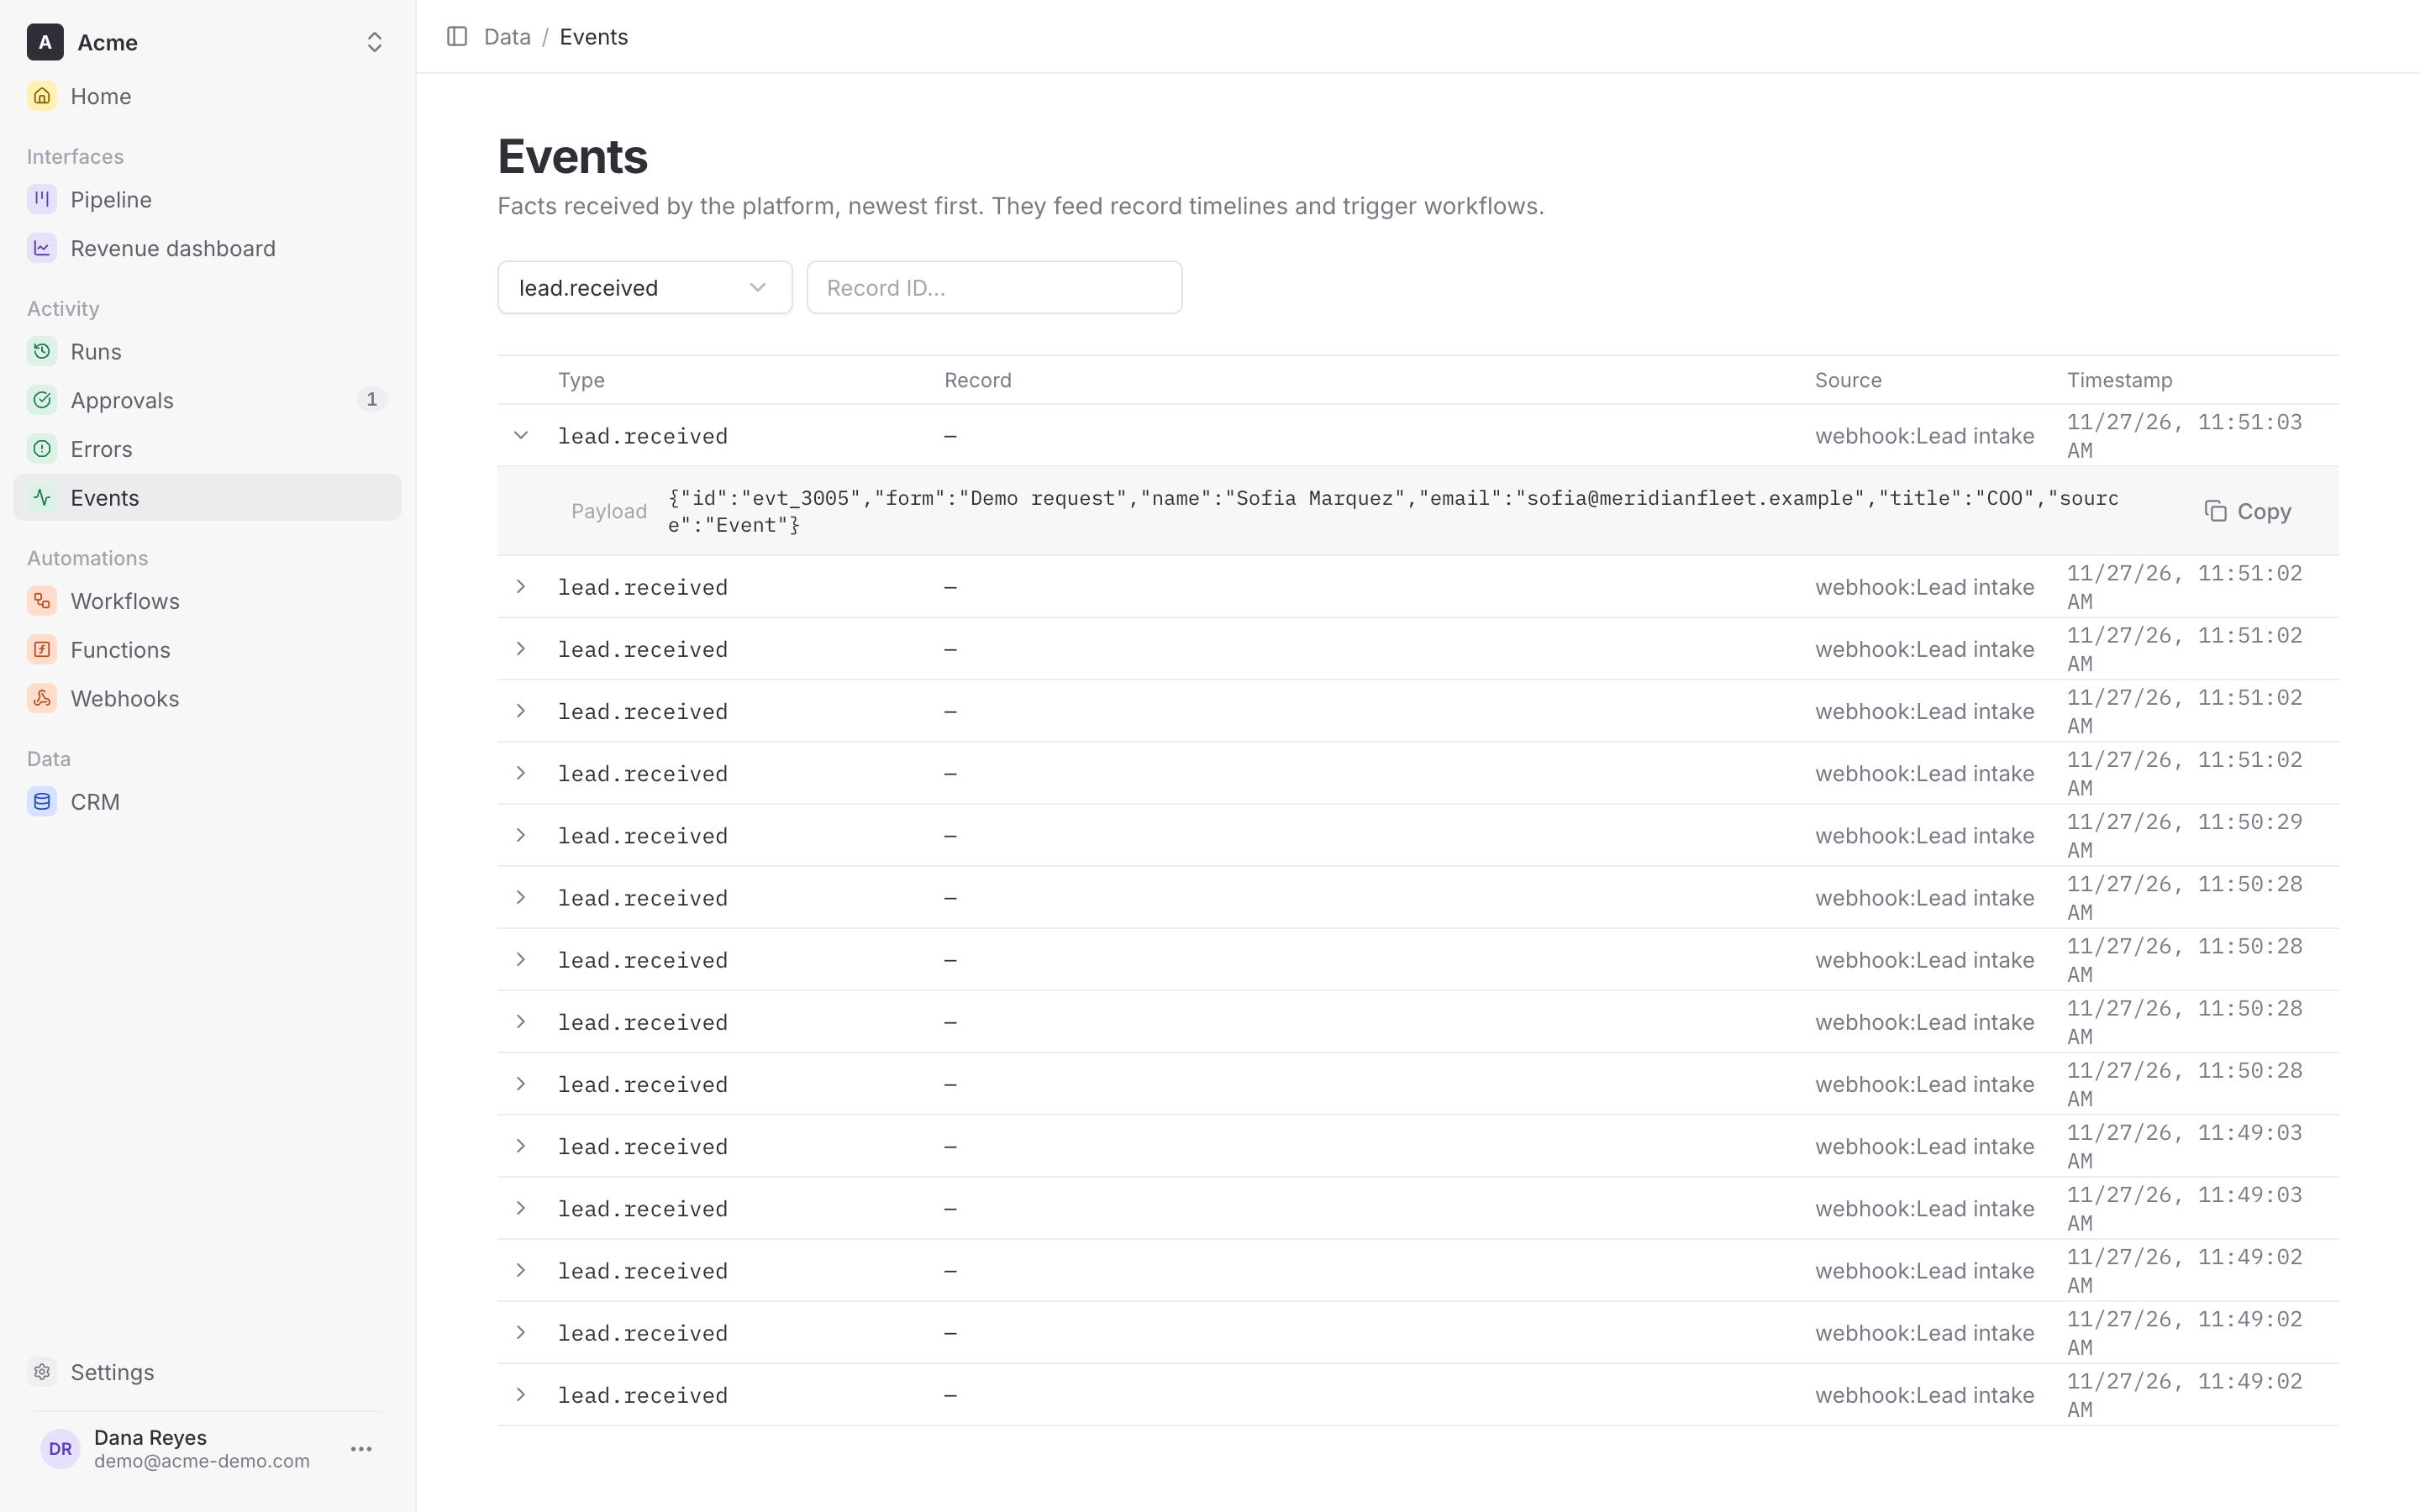 A Acme
Home
Interfaces
Pipeline
Revenue dashboard
Activity
Runs
Approvals 1
Errors
Events
Automations
Workflows
Functions
Webhooks
Data
CRM
Settings
DR Dana Reyes
demo@acme-demo.com
Data / Events
Events
Facts received by the platform, newest first. They feed record timelines and trigger workflows.
lead.received Record ID...
Type Record Source Timestamp
lead.received – webhook:Lead intake 11/27/26, 11:51:03
AM
Payload {"id":"evt_3005","form":"Demo request","name":"Sofia Marquez","email":"sofia@meridianfleet.example","title":"COO","sourc
e":"Event"}
Copy
lead.received – webhook:Lead intake 11/27/26, 11:51:02
AM
lead.received – webhook:Lead intake 11/27/26, 11:51:02
AM
lead.received – webhook:Lead intake 11/27/26, 11:51:02
AM
lead.received – webhook:Lead intake 11/27/26, 11:51:02
AM
lead.received – webhook:Lead intake 11/27/26, 11:50:29
AM
lead.received – webhook:Lead intake 11/27/26, 11:50:28
AM
lead.received – webhook:Lead intake 11/27/26, 11:50:28
AM
lead.received – webhook:Lead intake 11/27/26, 11:50:28
AM
lead.received – webhook:Lead intake 11/27/26, 11:50:28
AM
lead.received – webhook:Lead intake 11/27/26, 11:49:03
AM
lead.received – webhook:Lead intake 11/27/26, 11:49:03
AM
lead.received – webhook:Lead intake 11/27/26, 11:49:02
AM
lead.received – webhook:Lead intake 11/27/26, 11:49:02
AM
lead.received – webhook:Lead intake 11/27/26, 11:49:02
AM